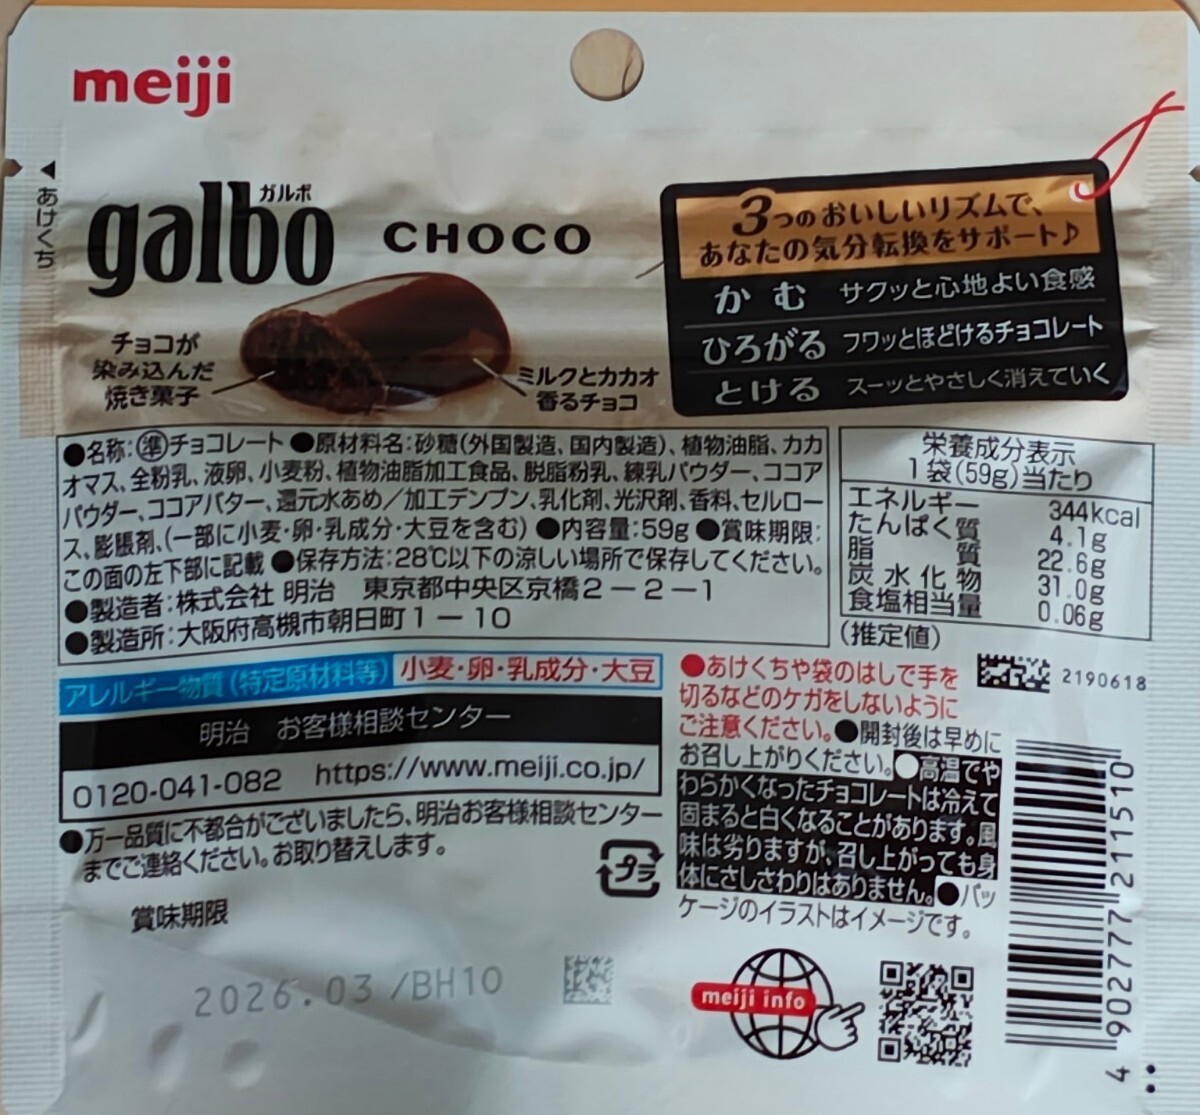 meiji
あけくち
ガルボ
galbo CHOCO
チョコが
染み込んだ
焼き菓子
ミルクとカカオ
香るチョコ
3つのおいしいリズムで、
あなたの気分転換をサポート♪
かむ サクッと心地よい食感
ひろがる フワッとほどけるチョコレート
とける スーッとやさしく消えていく
●名称:準チョコレート ●原材料名:砂糖(外国製造、国内製造)、植物油脂、カカ
オマス、全粉乳、液卵、小麦粉、植物油脂加工食品、脱脂粉乳、練乳パウダー、ココア
パウダー、ココアバター、還元水あめ/加工デンプン、乳化剤、光沢剤、香料、セルロー
ス、膨脹剤、(一部に小麦・卵・乳成分・大豆を含む) ●内容量:59g ●賞味期限:
この面の左下部に記載 ●保存方法:28℃以下の涼しい場所で保存してください。
●製造者:株式会社 明治 東京都中央区京橋2－2－1
●製造所:大阪府高槻市朝日町1－10
栄養成分表示
1袋(59g)当たり
エネルギー 344kcal
たんぱく質 4.1g
脂質 22.6g
炭水化物 31.0g
食塩相当量 0.06g
(推定値)
アレルギー物質(特定原材料等) 小麦・卵・乳成分・大豆
明治 お客様相談センター
0120-041-082 https://www.meiji.co.jp/
●万一品質に不都合がございましたら、明治お客様相談センター
までご連絡ください。お取り替えします。
プラ
賞味期限
2026.03/BH10
●あけくちや袋のはしで手を
切るなどのケガをしないように
ご注意ください。●開封後は早めに
お召し上がりください。●高温でや
わらかくなったチョコレートは冷えて
固まると白くなることがあります。風
味は劣りますが、召し上がっても身
体にさしさわりはありません。●パッ
ケージのイラストはイメージです。
2190618
meiji info
4 902777 211510